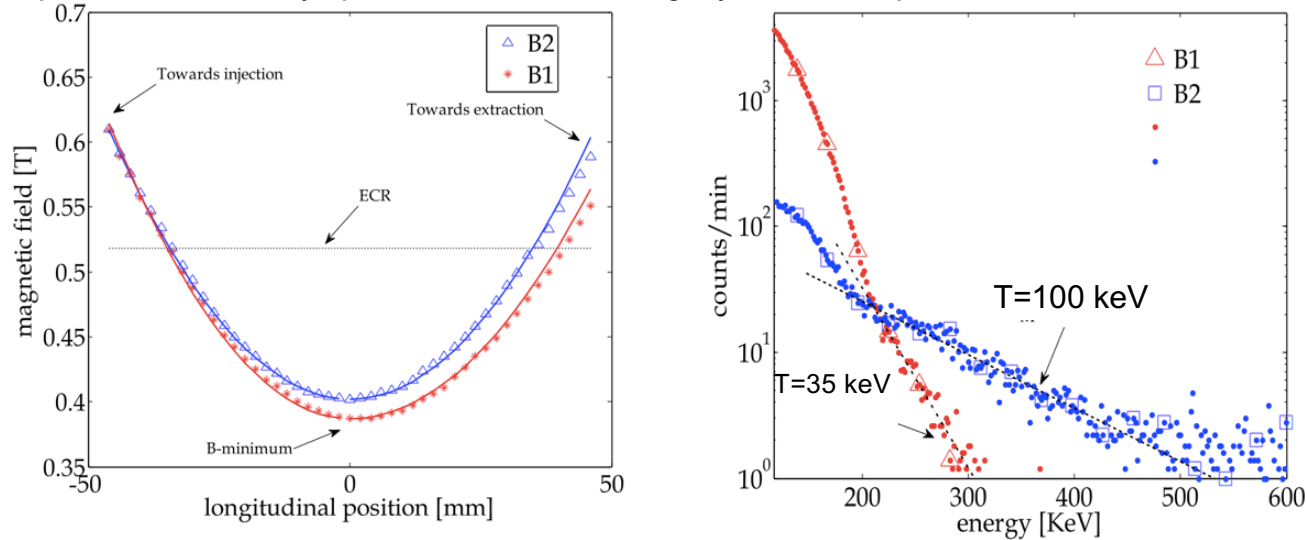 0.7
0.65
0.6
0.55
0.5
0.45
0.4
0.35
-50
0
50
magnetic field [T]
longitudinal position [mm]
Towards injection
Towards extraction
ECR
B-minimum
B2
B1
10³
10²
10¹
10⁰
200
300
400
500
600
counts/min
energy [KeV]
B1
B2
T=100 keV
T=35 keV